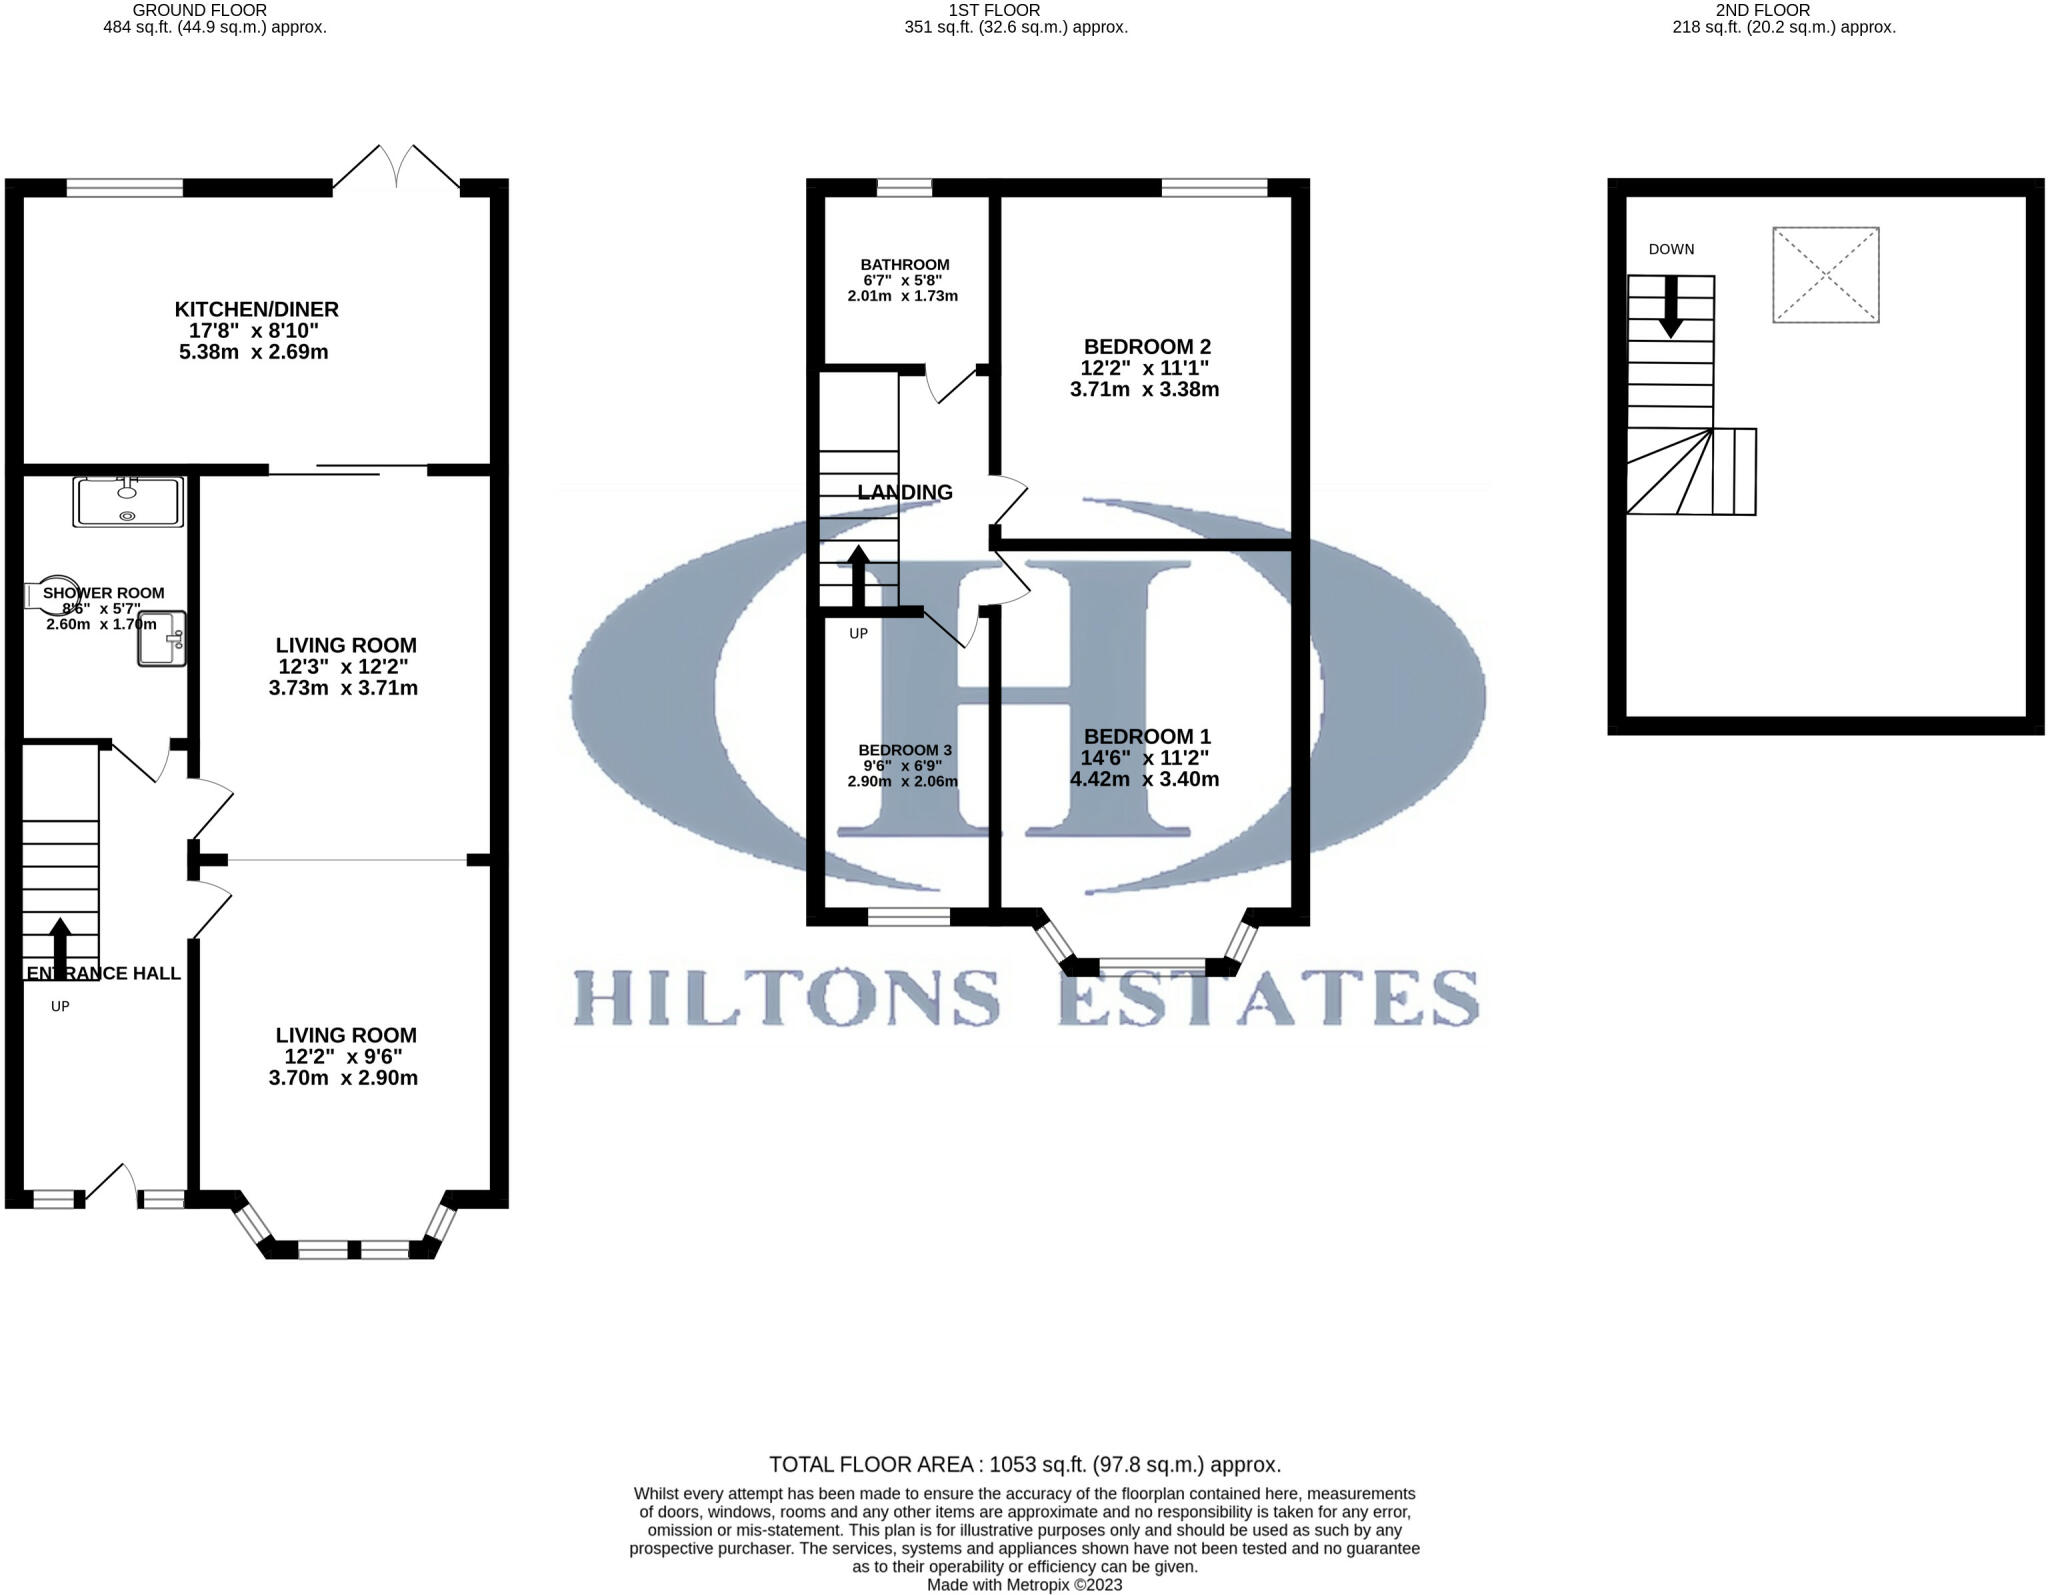 GROUND FLOOR
484 sq.ft. (44.9 sq.m.) approx.
1ST FLOOR
351 sq.ft. (32.6 sq.m.) approx.
2ND FLOOR
218 sq.ft. (20.2 sq.m.) approx.
KITCHEN/DINER
17'8" x 8'10"
5.38m x 2.69m
SHOWER ROOM
8'6" x 5'7"
2.60m x 1.70m
LIVING ROOM
12'3" x 12'2"
3.73m x 3.71m
ENTRANCE HALL
UP
LIVING ROOM
12'2" x 9'6"
3.70m x 2.90m
BATHROOM
6'7" x 5'8"
2.01m x 1.73m
BEDROOM 2
12'2" x 11'1"
3.71m x 3.38m
LANDING
UP
BEDROOM 3
9'6" x 6'9"
2.90m x 2.06m
BEDROOM 1
14'6" x 11'2"
4.42m x 3.40m
DOWN
H
HILTONS ESTATES
TOTAL FLOOR AREA : 1053 sq.ft. (97.8 sq.m.) approx.
Whilst every attempt has been made to ensure the accuracy of the floorplan contained here, measurements
of doors, windows, rooms and any other items are approximate and no responsibility is taken for any error,
omission or mis-statement. This plan is for illustrative purposes only and should be used as such by any
prospective purchaser. The services, systems and appliances shown have not been tested and no guarantee
as to their operability or efficiency can be given.
Made with Metropix ©2023